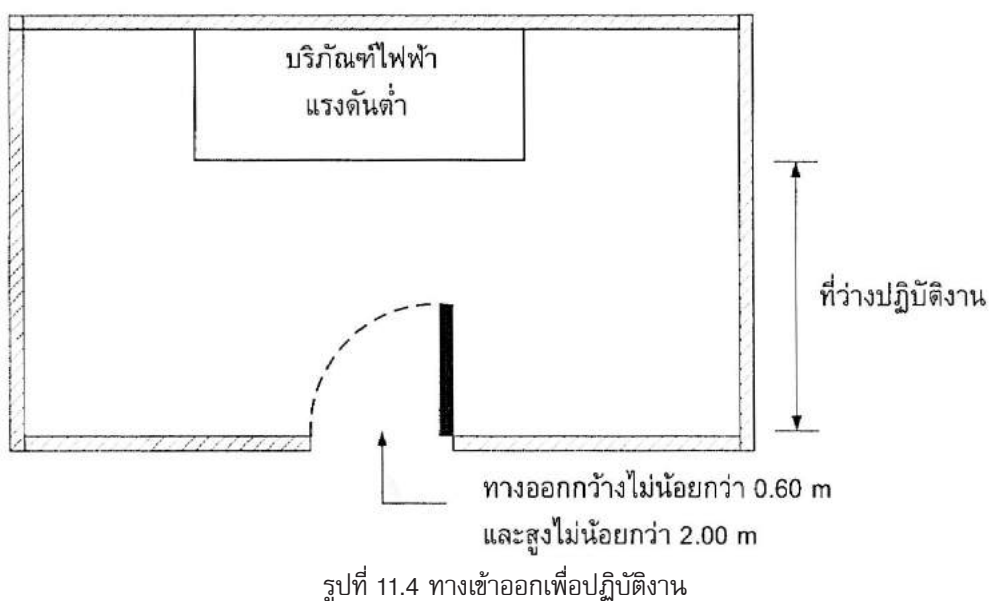 บริภัณฑ์ไฟฟ้า
แรงดันต่ำ
ที่ว่างปฏิบัติงาน
ทางออกกว้างไม่น้อยกว่า 0.60 m
และสูงไม่น้อยกว่า 2.00 m
รูปที่ 11.4 ทางเข้าออกเพื่อปฏิบัติงาน